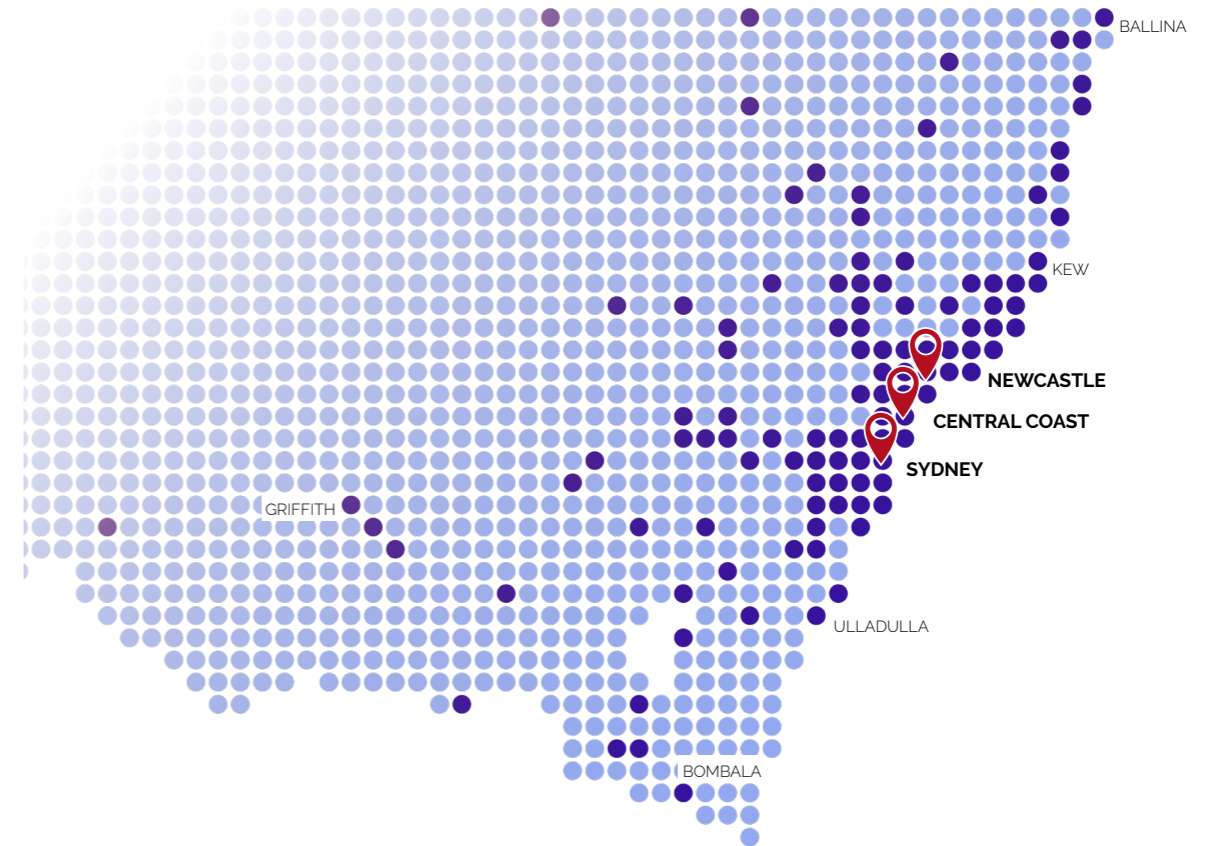 BALLINA
KEW
NEWCASTLE
CENTRAL COAST
SYDNEY
GRIFFITH
ULLADULLA
BOMBALA